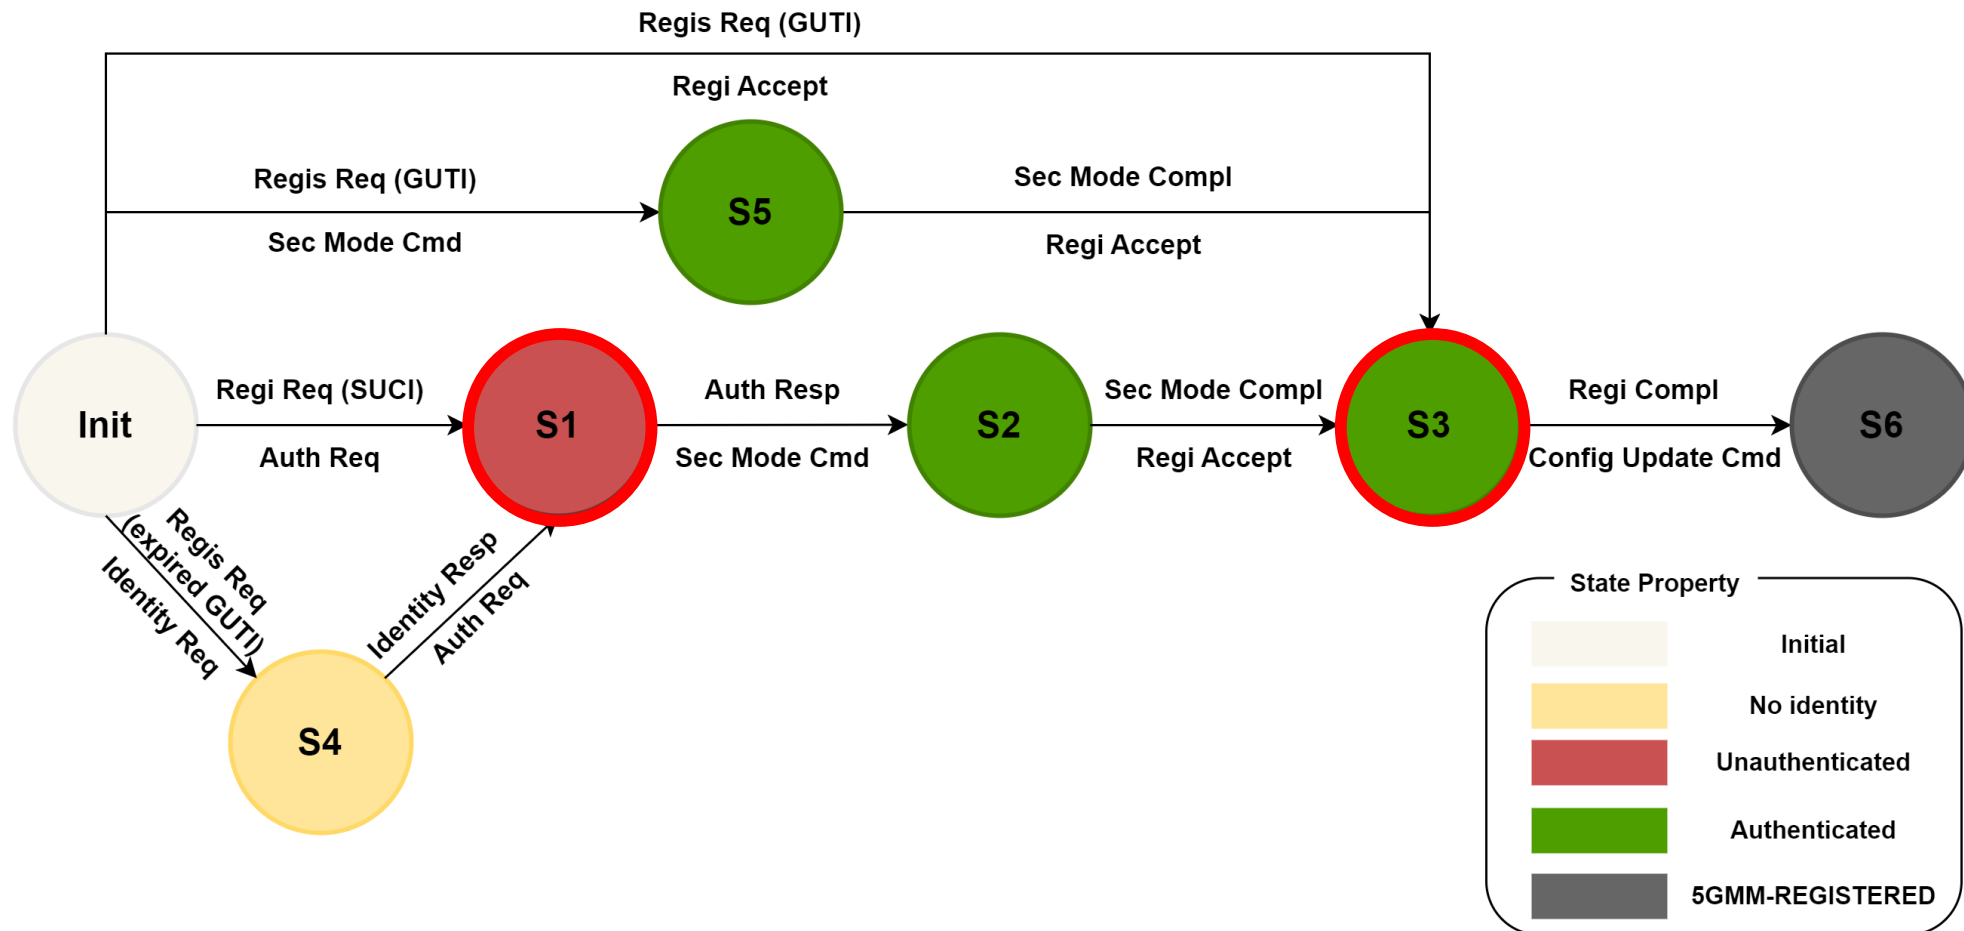 Regis Req (GUTI)
Regi Accept
Regis Req (GUTI)
Sec Mode Cmd
S5
Sec Mode Compl
Regi Accept
Init
Regi Req (SUCI)
Auth Req
S1
Auth Resp
Sec Mode Cmd
S2
Sec Mode Compl
Regi Accept
S3
Regi Compl
Config Update Cmd
S6
Regis Req
(expired GUTI)
Identity Req
S4
Identity Resp
Auth Req
State Property
Initial
No identity
Unauthenticated
Authenticated
5GMM-REGISTERED